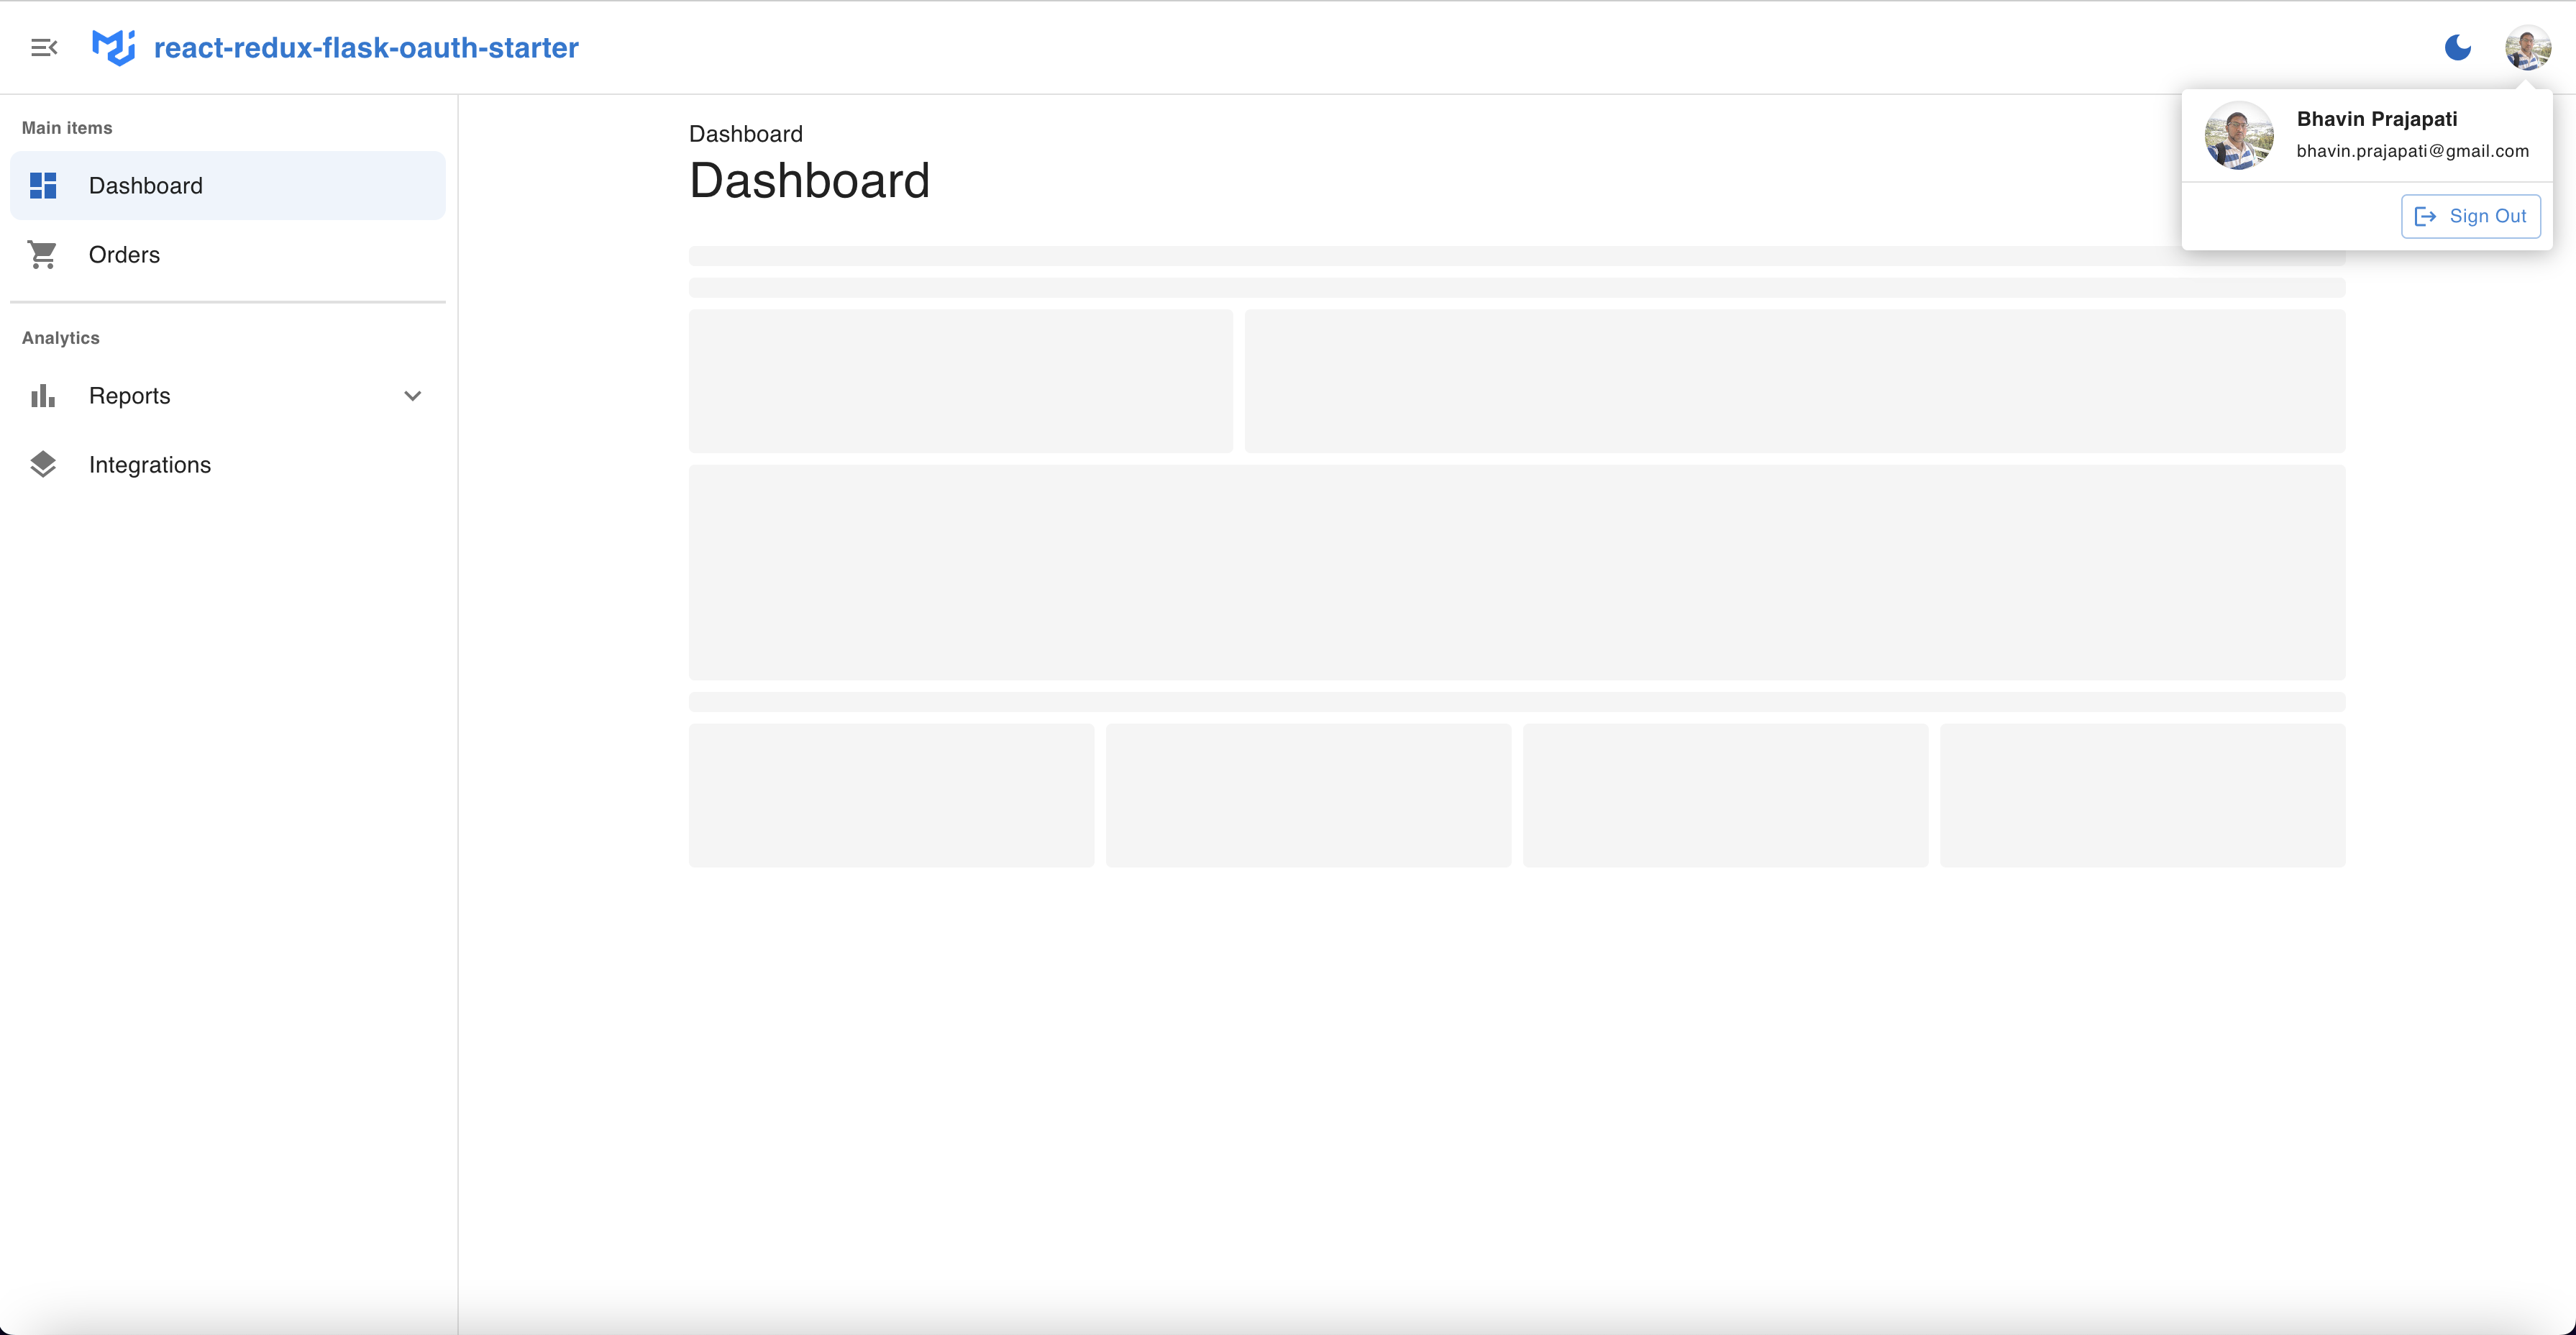 react-redux-flask-oauth-starter
Bhavin Prajapati
bhavin.prajapati@gmail.com
Sign Out
Main items
Dashboard
Orders
Analytics
Reports
Integrations
Dashboard
Dashboard